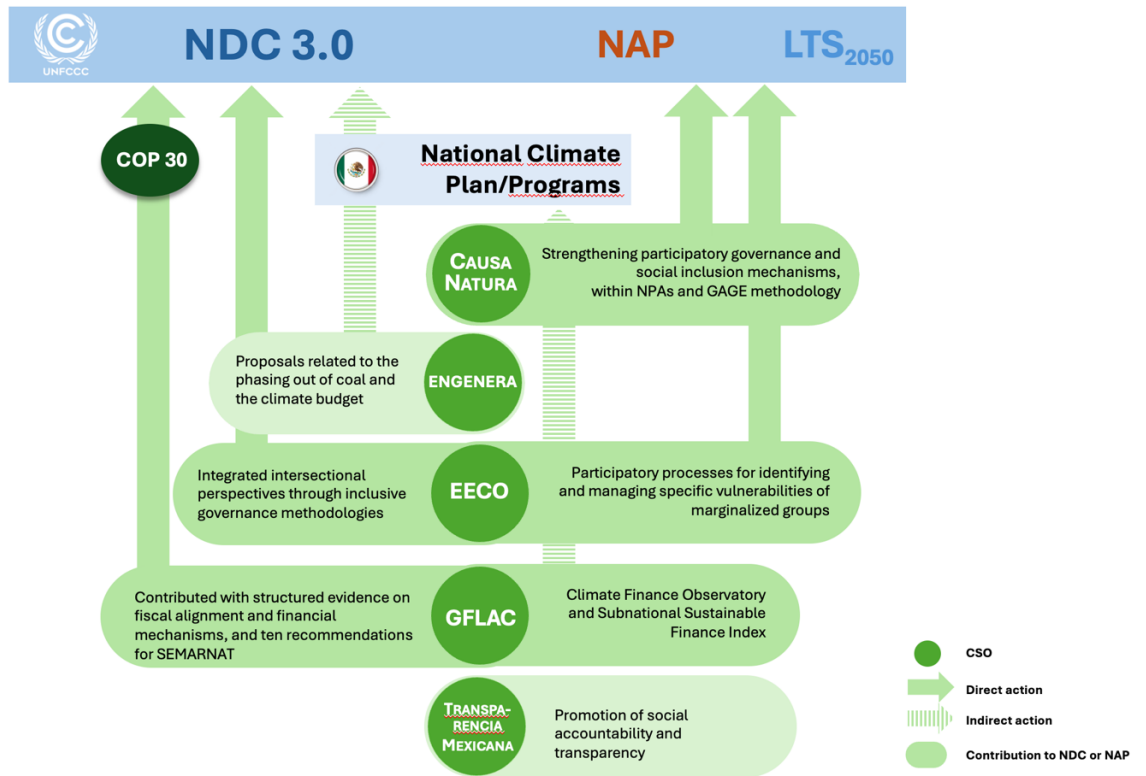 UNFCCC
NDC 3.0
NAP
LTS2050
COP 30
National Climate
Plan/Programs
CAUSA
NATURA
Strengthening participatory governance and
social inclusion mechanisms,
within NPAs and GAGE methodology
Proposals related to the
phasing out of coal and
the climate budget
ENGENERA
Integrated intersectional
perspectives through inclusive
governance methodologies
EECO
Participatory processes for identifying
and managing specific vulnerabilities of
marginalized groups
Contributed with structured evidence on
fiscal alignment and financial
mechanisms, and ten recommendations
for SEMARNAT
GFLAC
Climate Finance Observatory
and Subnational Sustainable
Finance Index
TRANSPA-
RENCIA
MEXICANA
Promotion of social
accountability and
transparency
CSO
Direct action
Indirect action
Contribution to NDC or NAP